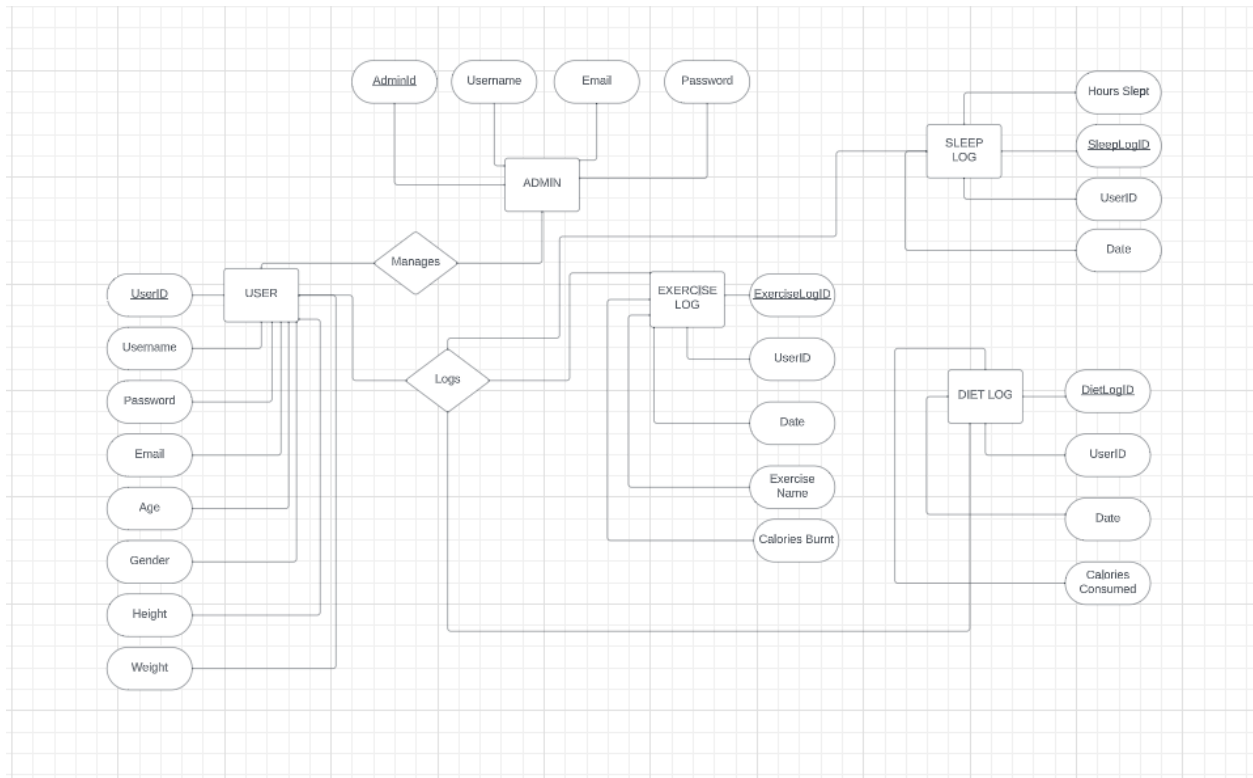 AdminId
Username
Email
Password
ADMIN
Manages
USER
UserID
Username
Password
Email
Age
Gender
Height
Weight
Logs
SLEEP
LOG
Hours Slept
SleepLogID
UserID
Date
EXERCISE
LOG
ExerciseLogID
UserID
Date
Exercise
Name
Calories Burnt
DIET LOG
DietLogID
UserID
Date
Calories
Consumed